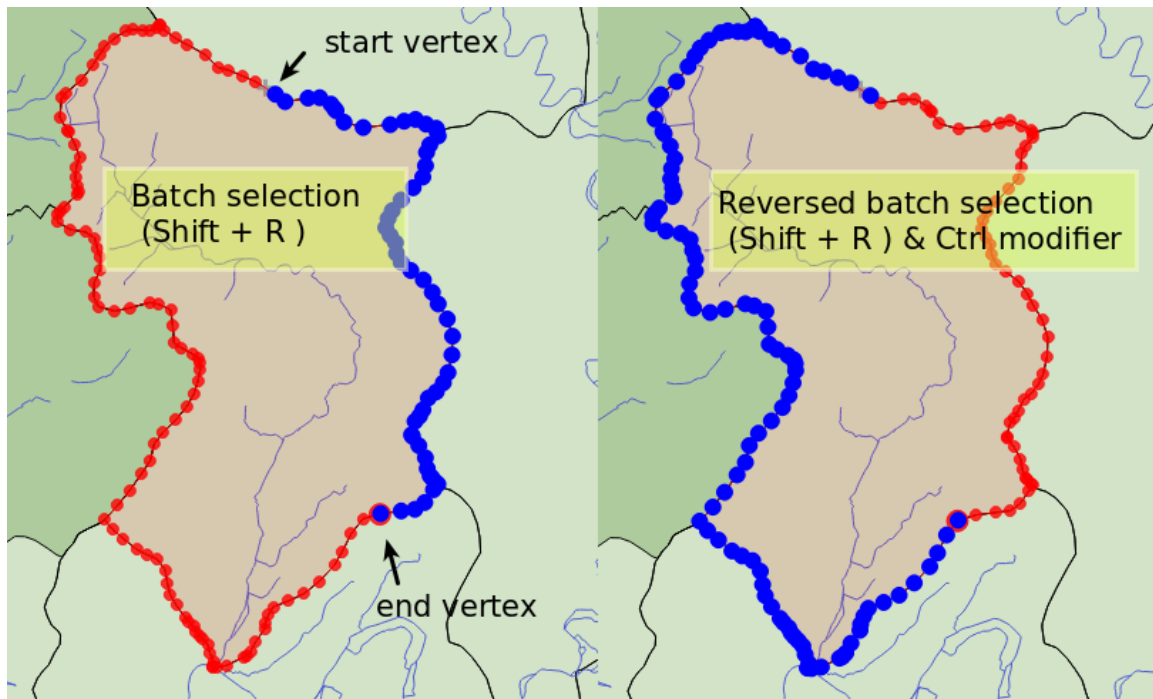 start vertex
Batch selection
(Shift + R )
end vertex
Reversed batch selection
(Shift + R ) & Ctrl modifier